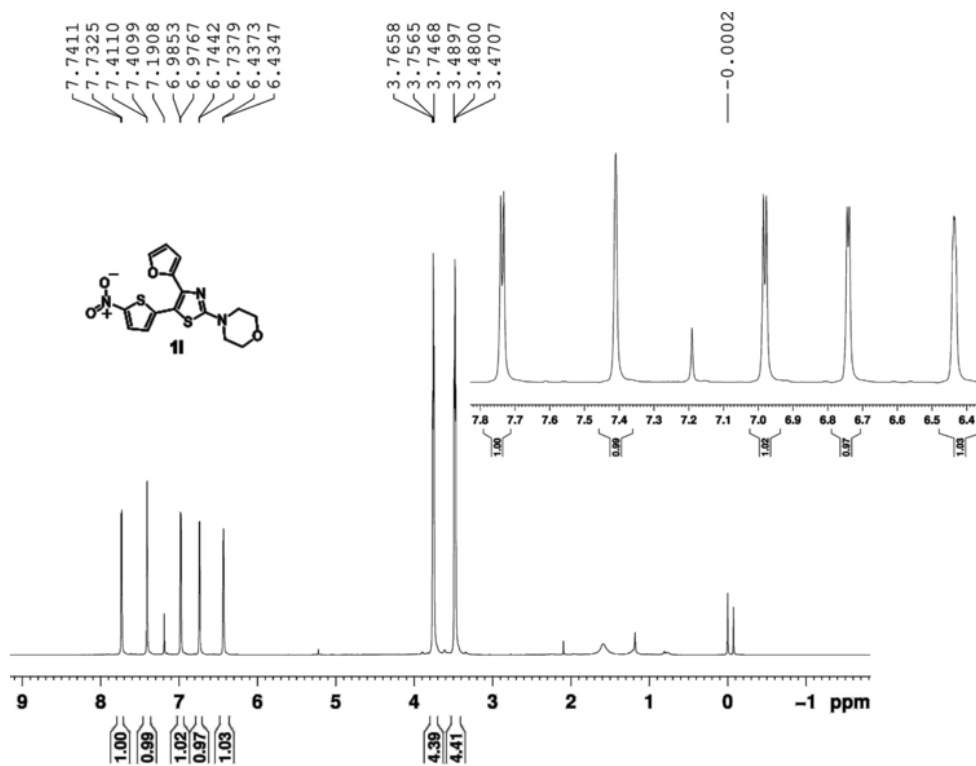 7.7411
7.7325
7.4110
7.4099
7.1908
6.9853
6.9767
6.7442
6.7379
6.4373
6.4347
3.7658
3.7565
3.7468
3.4897
3.4800
3.4707
-0.0002
O−
N+
O
S
O
N
S
N
O
1l
7.8 7.7 7.6 7.5 7.4 7.3 7.2 7.1 7.0 6.9 6.8 6.7 6.6 6.5 6.4
1.00 0.99 1.02 0.97 1.03
9 8 7 6 5 4 3 2 1 0 −1 ppm
1.00 0.99 1.02 0.97 1.03 4.39 4.41